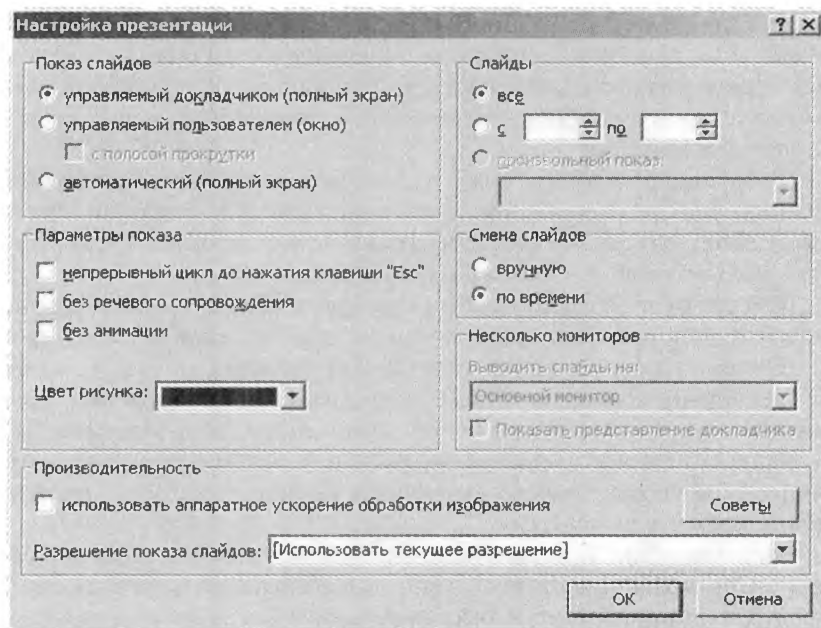 Настройка презентации
Показ слайдов
управляемый докладчиком (полный экран)
управляемый пользователем (окно)
с полосой прокрутки
автоматический (полный экран)
Слайды
все
с по
произвольный показ:
Параметры показа
непрерывный цикл до нажатия клавиши "Esc"
без речевого сопровождения
без анимации
Цвет рисунка:
Смена слайдов
вручную
по времени
Несколько мониторов
Выводить слайды на:
Основной монитор
Показать представление докладчика
Производительность
использовать аппаратное ускорение обработки изображения
Советы
Разрешение показа слайдов: [Использовать текущее разрешение]
ОК Отмена